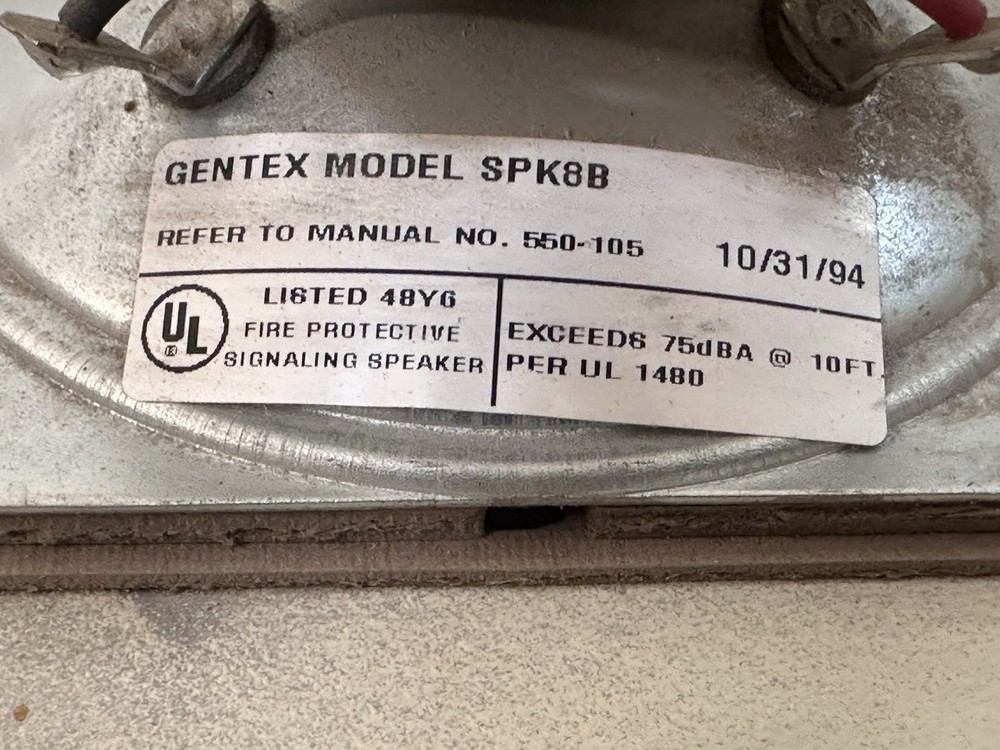 GENTEX MODEL SPK8B
REFER TO MANUAL NO. 550-105
10/31/94
UL
®
LISTED 48YG
FIRE PROTECTIVE
SIGNALING SPEAKER
EXCEEDS 75dBA @ 10FT.
PER UL 1480